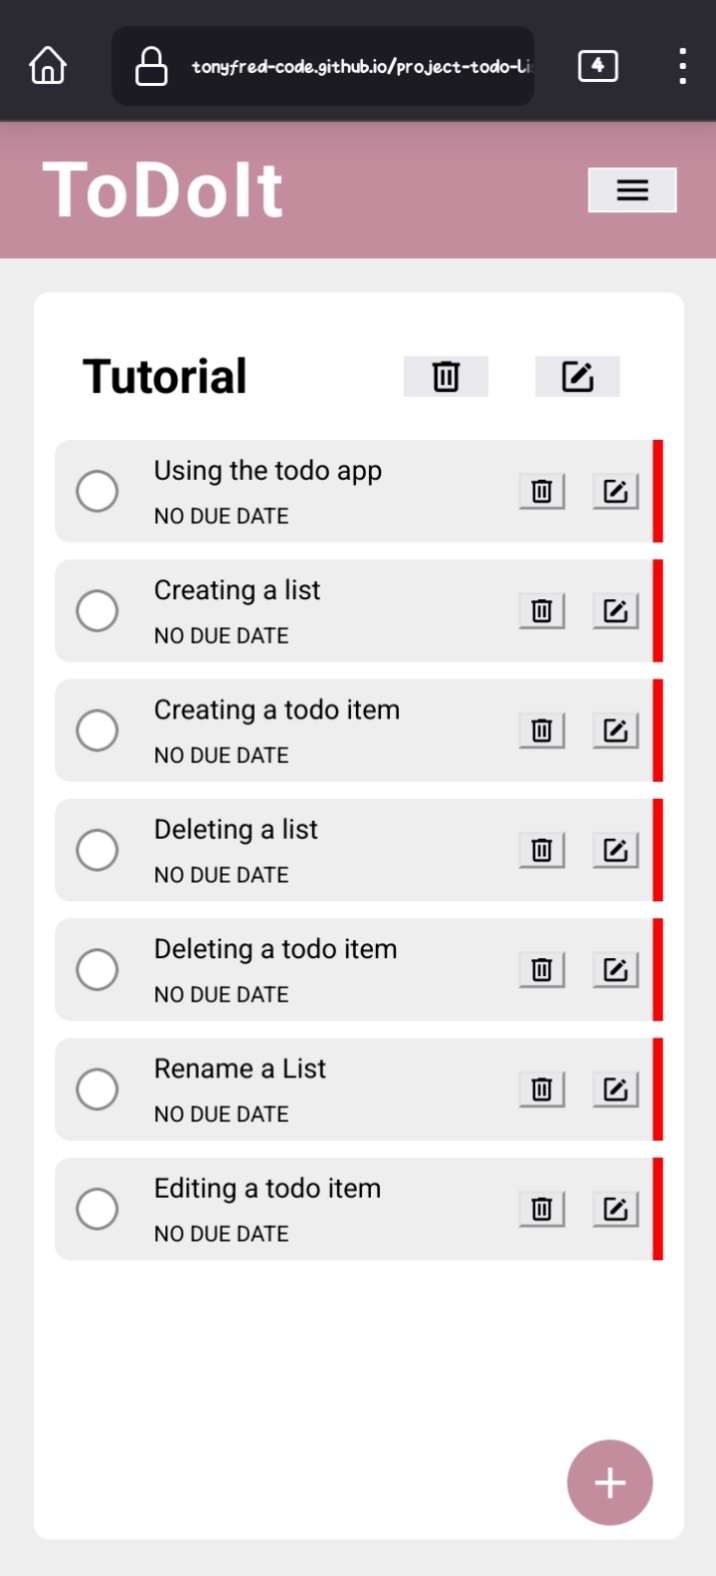 tonyfred-code.github.io/project-todo-li
4
ToDoIt
Tutorial
Using the todo app
NO DUE DATE
Creating a list
NO DUE DATE
Creating a todo item
NO DUE DATE
Deleting a list
NO DUE DATE
Deleting a todo item
NO DUE DATE
Rename a List
NO DUE DATE
Editing a todo item
NO DUE DATE